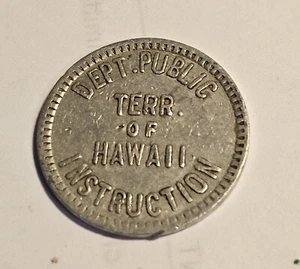 DEPT. PUBLIC
TERR.
·OF
HAWAII
INSTRUCTION